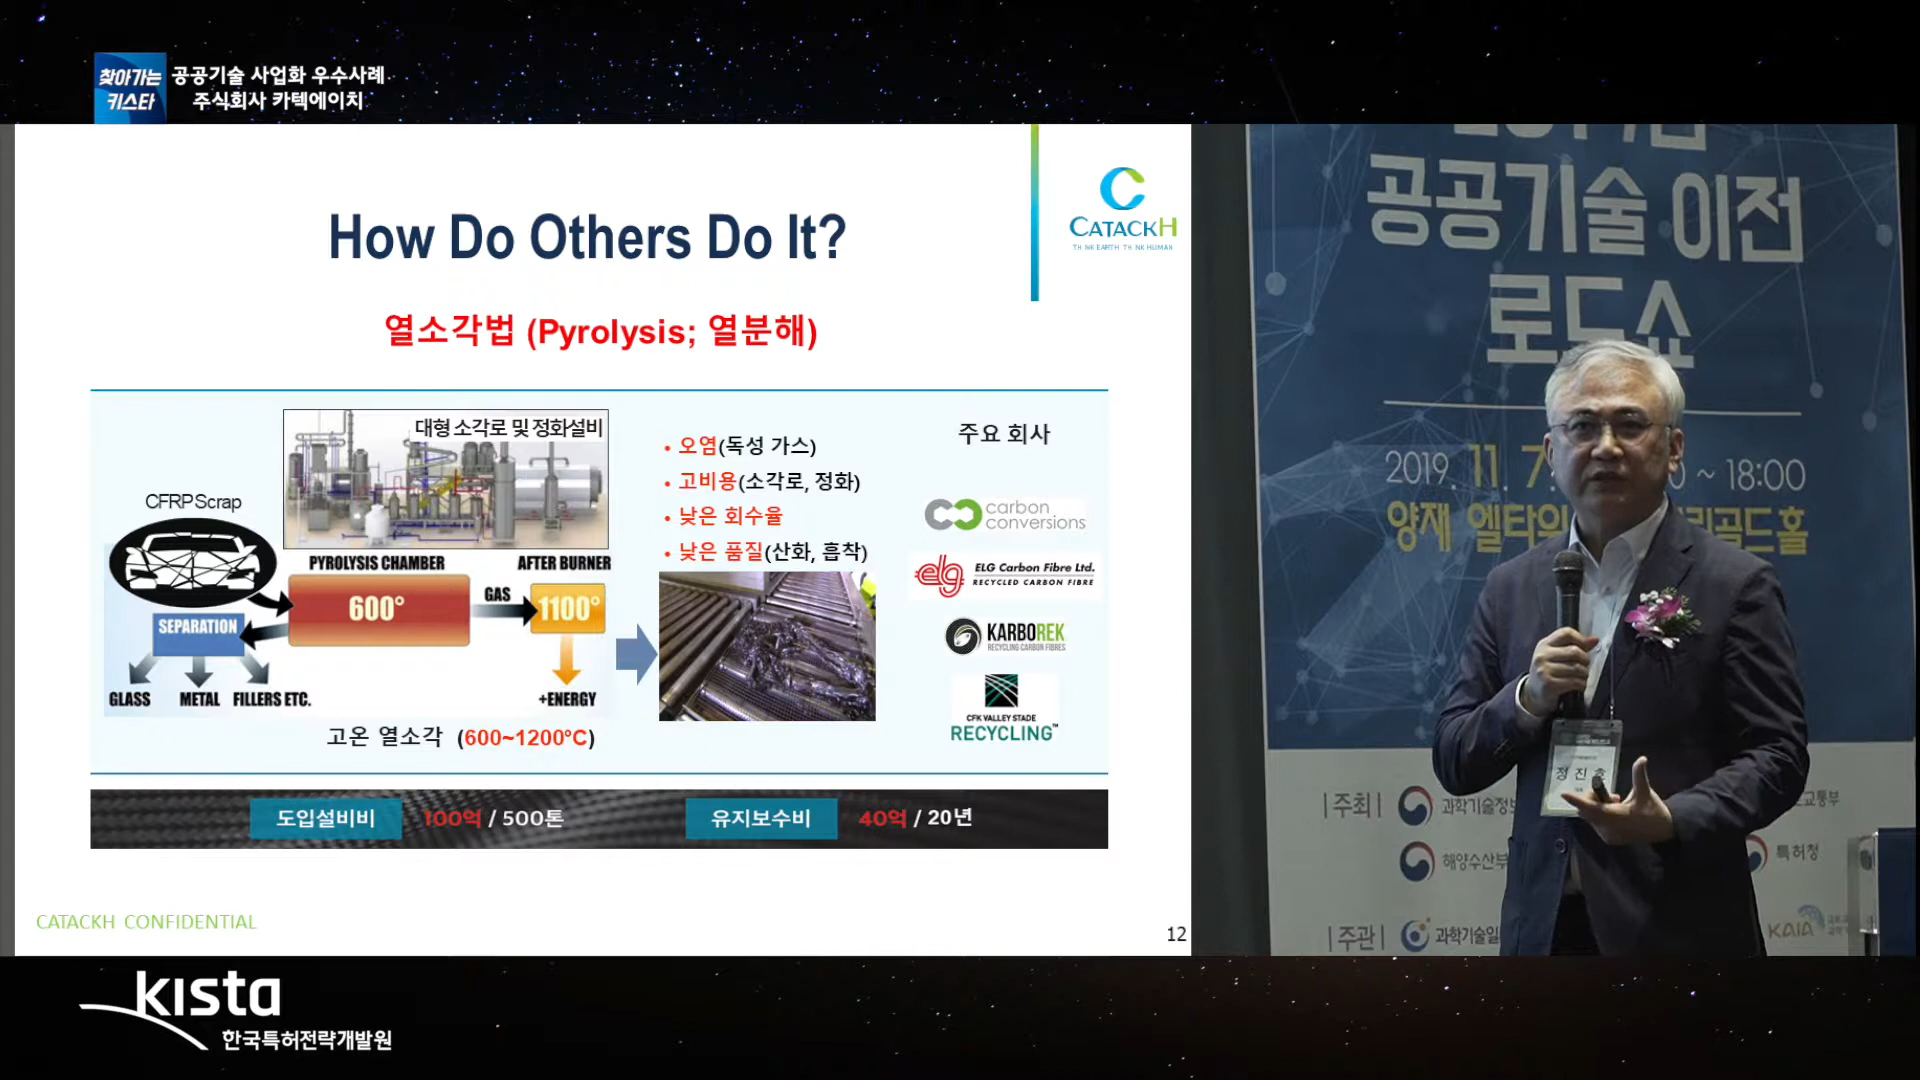 찾아가는
키스타
공공기술 사업화 우수사례
주식회사 카텍에이치
How Do Others Do It?
CATACKH
열소각법 (Pyrolysis; 열분해)
대형 소각로 및 정화설비
CFRP Scrap
PYROLYSIS CHAMBER
AFTER BURNER
600°
GAS
1100°
SEPARATION
GLASS
METAL
FILLERS ETC.
+ENERGY
고온 열소각 (600~1200°C)
• 오염(독성 가스)
• 고비용(소각로, 정화)
• 낮은 회수율
• 낮은 품질(산화, 흡착)
주요 회사
carbon
conversions
elg
ELG Carbon Fibre Ltd.
RECYCLED CARBON FIBRE
KARBOREK
RECYCLING CARBON FIBRES
CFK VALLEY STADE
RECYCLING™
도입설비비
100억 / 500톤
유지보수비
40억 / 20년
CATACKH CONFIDENTIAL
12
공공기술 이전
로드쇼
2019. 11. 7. ~ 18:00
양재 엘타워
골드홀
정진호
|주최|
과학기술정보
교통부
해양수산부
특허청
|주관|
과학기술일
KAIA
kista
한국특허전략개발원